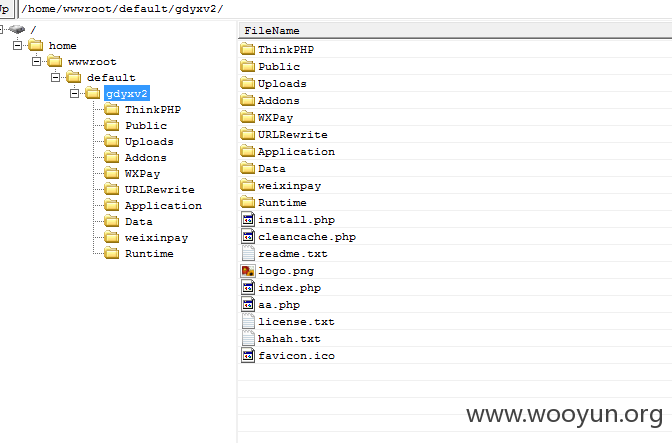 Up /home/wwwroot/default/gdyxv2/
/
home
wwwroot
default
gdyxv2
ThinkPHP
Public
Uploads
Addons
WXPay
URLRewrite
Application
Data
weixinpay
Runtime
FileName
ThinkPHP
Public
Uploads
Addons
WXPay
URLRewrite
Application
Data
weixinpay
Runtime
install.php
cleancache.php
readme.txt
logo.png
index.php
aa.php
license.txt
hahah.txt
favicon.ico
www.wooyun.org